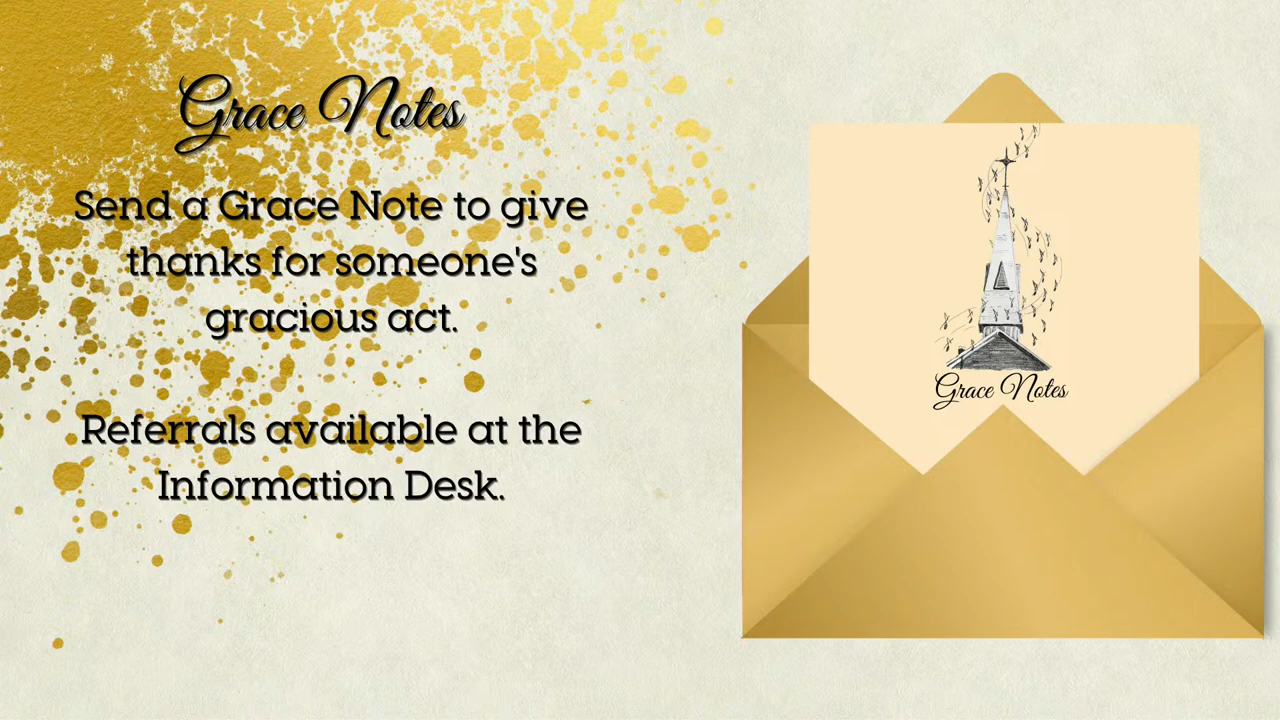 Grace Notes
Send a Grace Note to give
thanks for someone's
gracious act.
Referrals available at the
Information Desk.
Grace Notes